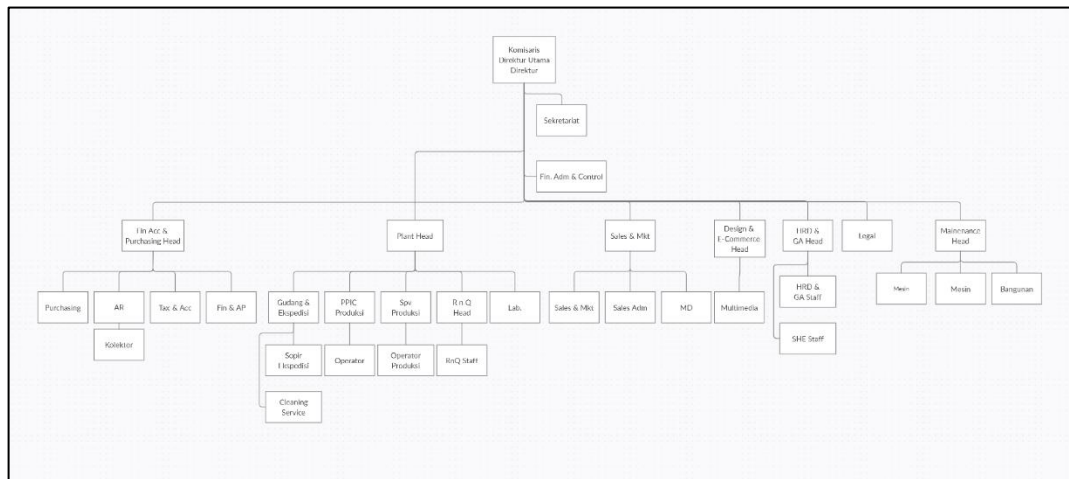 Komisaris
Direktur Utama
Direktur
Sekretariat
Fin. Adm & Control
Fin Acc &
Purchasing Head
Plant Head
Sales & Mkt
Design &
E-Commerce
Head
HRD &
GA Head
Legal
Mainenance
Head
Purchasing
AR
Tax & Acc
Fin & AP
Gudang &
Ekspedisi
PPIC
Produksi
Spv
Produksi
R n Q
Head
Lab.
Sales & Mkt
Sales Adm
MD
Multimedia
HRD &
GA Staff
Mesin
Mesin
Bangunan
Kolektor
Sopir
Ekspedisi
Operator
Operator
Produksi
RnQ Staff
SHE Staff
Cleaning
Service